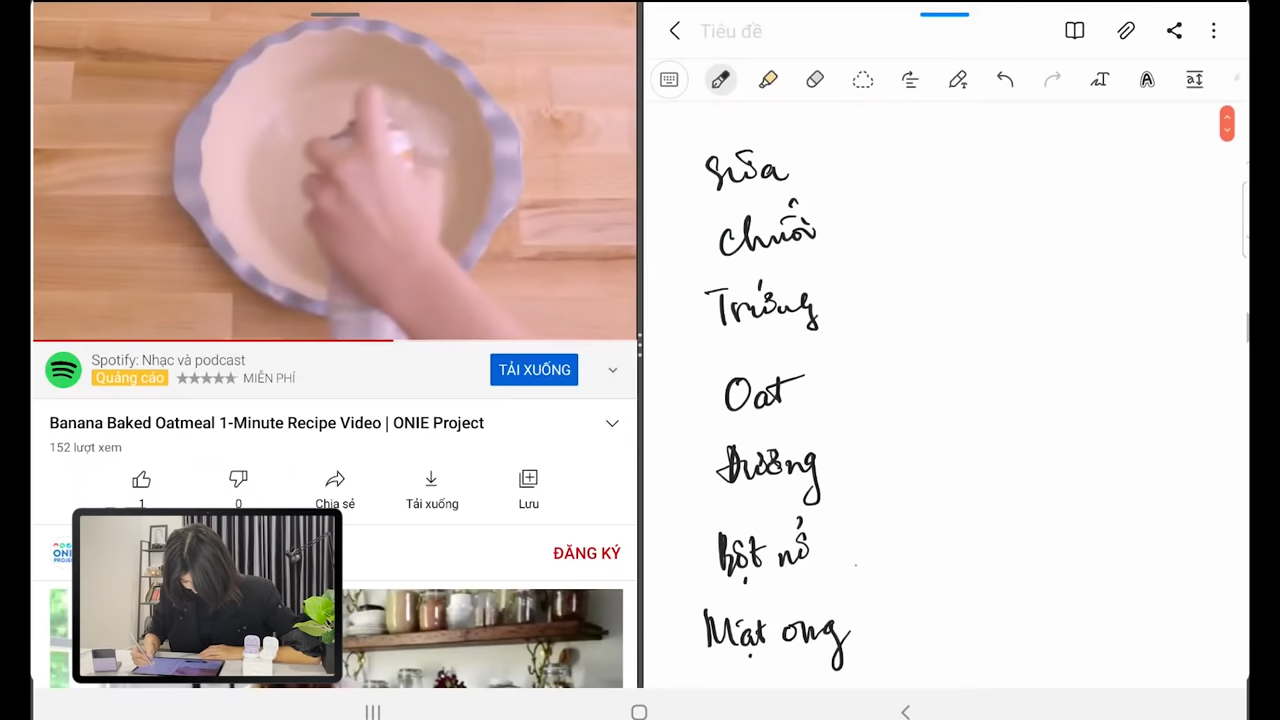 Tiêu đề
Sữa
Chuối
Trứng
Oat
Đường
Bột nở
Mật ong
Spotify: Nhạc và podcast
Quảng cáo ★★★★★ MIỄN PHÍ
TẢI XUỐNG
Banana Baked Oatmeal 1-Minute Recipe Video | ONIE Project
152 lượt xem
1
0
Chia sẻ
Tải xuống
Lưu
ĐĂNG KÝ